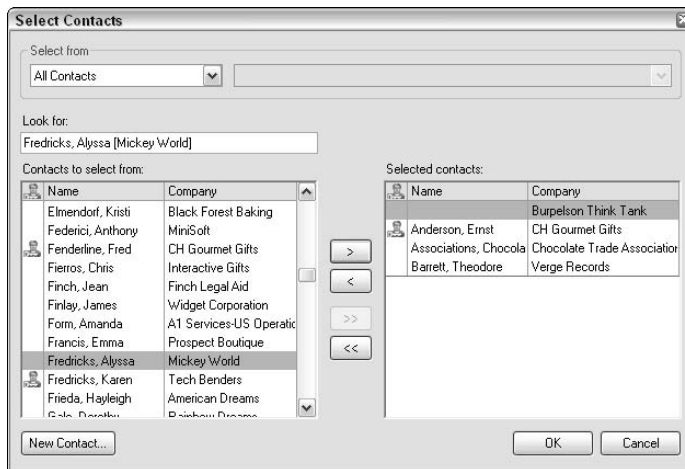 Select Contacts
Select from
All Contacts
Look for:
Fredricks, Alyssa [Mickey World]
Contacts to select from:
Name Company
Elmendorf, Kristi Black Forest Baking
Federici, Anthony MiniSoft
Fenderline, Fred CH Gourmet Gifts
Fierros, Chris Interactive Gifts
Finch, Jean Finch Legal Aid
Finlay, James Widget Corporation
Form, Amanda A1 Services-US Operatic
Francis, Emma Prospect Boutique
Fredricks, Alyssa Mickey World
Fredricks, Karen Tech Benders
Frieda, Hayleigh American Dreams
Gale, Dorothy Rainbow Dreams
>
<
>>
<<
Selected contacts:
Name Company
Burpelson Think Tank
Anderson, Ernst CH Gourmet Gifts
Associations, Chocola Chocolate Trade Association
Barrett, Theodore Verge Records
New Contact... OK Cancel